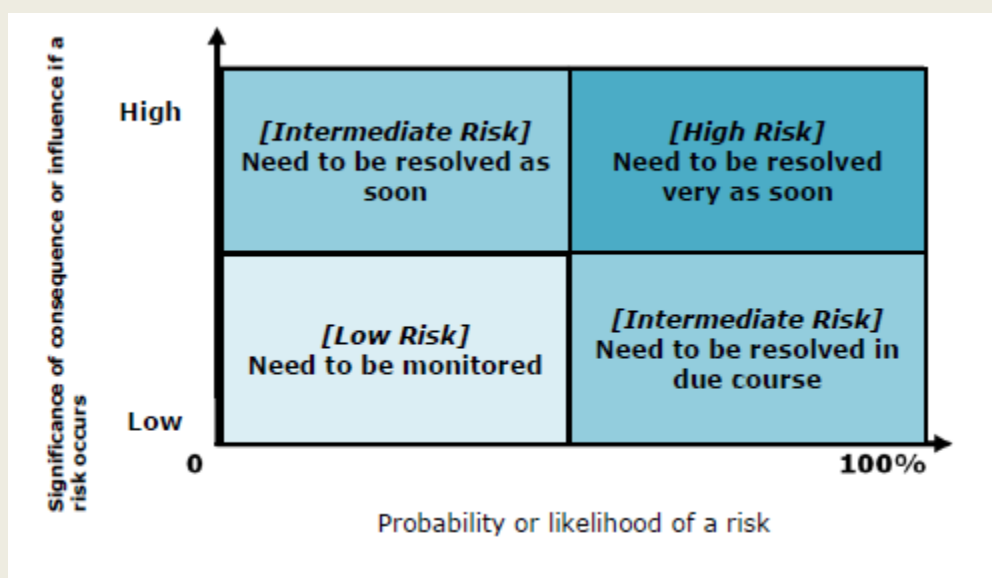 Significance of consequence or influence if a
risk occurs
High
[Intermediate Risk]
Need to be resolved as
soon
[High Risk]
Need to be resolved
very as soon
[Low Risk]
Need to be monitored
[Intermediate Risk]
Need to be resolved in
due course
Low
0
100%
Probability or likelihood of a risk